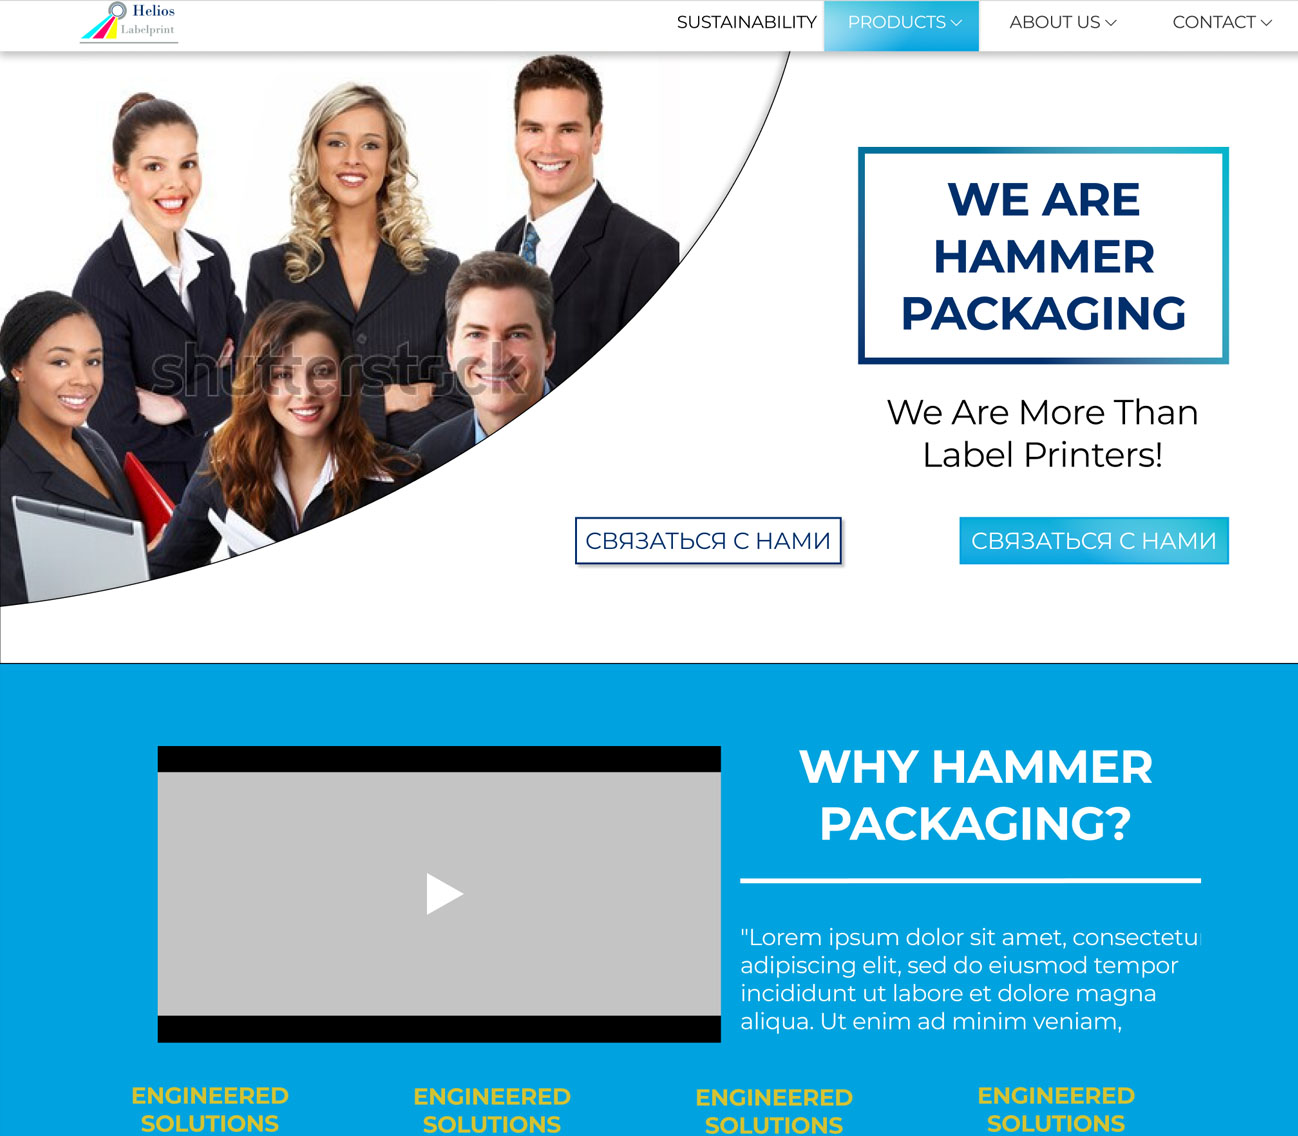 Helios
Labelprint
SUSTAINABILITY
PRODUCTS
ABOUT US
CONTACT
shutterstock
WE ARE
HAMMER
PACKAGING
We Are More Than
Label Printers!
СВЯЗАТЬСЯ С НАМИ
СВЯЗАТЬСЯ С НАМИ
WHY HAMMER
PACKAGING?
"Lorem ipsum dolor sit amet, consectetu
adipiscing elit, sed do eiusmod tempor
incididunt ut labore et dolore magna
aliqua. Ut enim ad minim veniam,
ENGINEERED
SOLUTIONS
ENGINEERED
SOLUTIONS
ENGINEERED
SOLUTIONS
ENGINEERED
SOLUTIONS